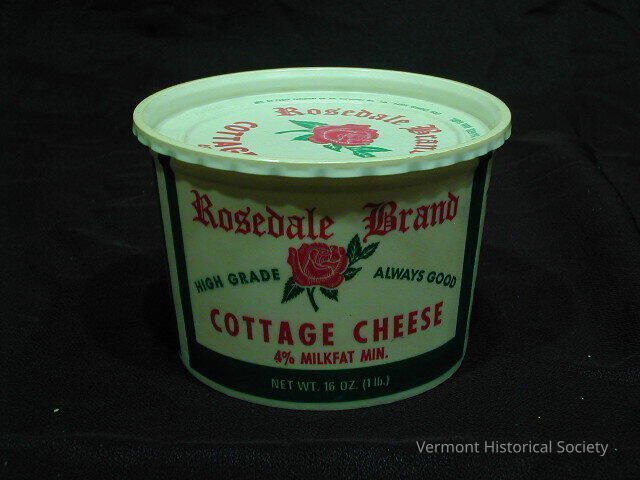 Rosedale Brand
COTTAGE
Rosedale Brand
HIGH GRADE ALWAYS GOOD
COTTAGE CHEESE
4% MILKFAT MIN.
NET WT. 16 OZ. (1 lb.)
Vermont Historical Society